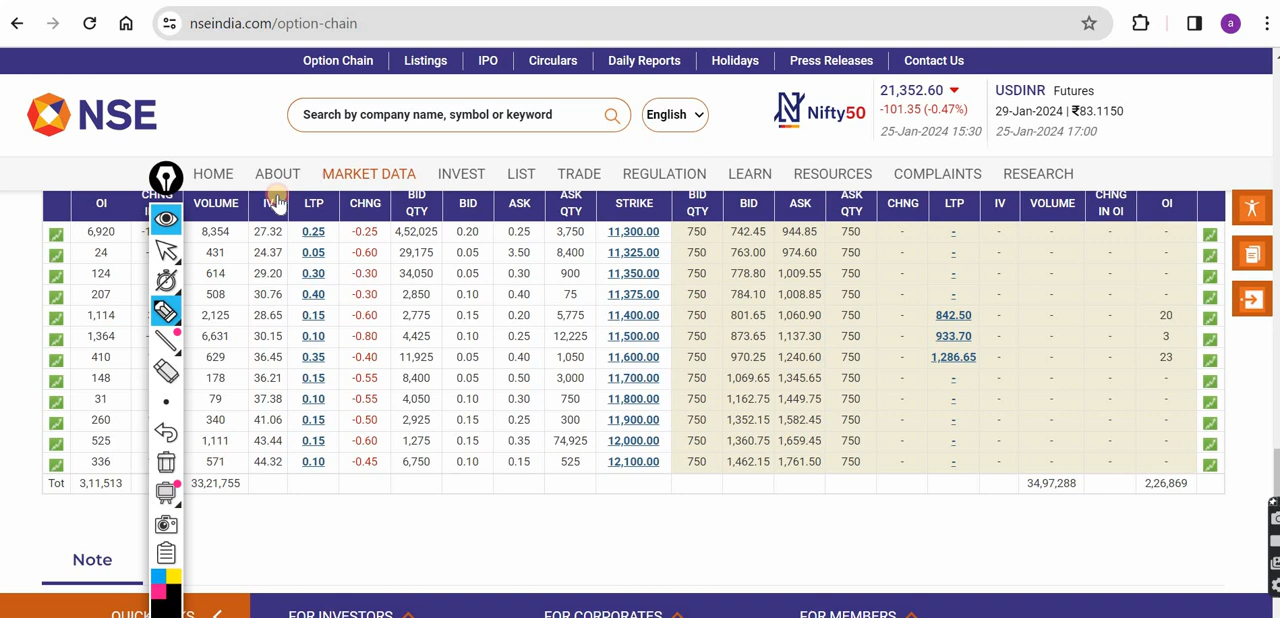 nseindia.com/option-chain
a
Option Chain Listings IPO Circulars Daily Reports Holidays Press Releases Contact Us
NSE
Search by company name, symbol or keyword
English
Nifty50
21,352.60
-101.35 (-0.47%)
25-Jan-2024 15:30
USDINR Futures
29-Jan-2024 | ₹83.1150
25-Jan-2024 17:00
HOME ABOUT MARKET DATA INVEST LIST TRADE REGULATION LEARN RESOURCES COMPLAINTS RESEARCH
OI CHNG VOLUME IV LTP CHNG BID QTY BID ASK ASK QTY STRIKE BID QTY BID ASK ASK QTY CHNG LTP IV VOLUME CHNG IN OI OI
6,920 8,354 27.32 0.25 -0.25 4,52,025 0.20 0.25 3,750 11,300.00 750 742.45 944.85 750 - - - - - -
24 431 24.37 0.05 -0.60 29,175 0.05 3.50 8,400 11,325.00 750 763.00 974.60 750 - - - - - -
124 614 29.20 0.30 -0.30 34,050 0.05 0.30 900 11,350.00 750 778.80 1,009.55 750 - - - - - -
207 508 30.76 0.40 -0.30 2,850 0.10 0.40 75 11,375.00 750 784.10 1,008.85 750 - - - - - -
1,114 2,125 28.65 0.15 -0.60 2,775 0.15 0.20 5,775 11,400.00 750 801.65 1,060.90 750 - 842.50 - - - 20
1,364 6,631 30.15 0.10 -0.80 4,425 0.10 0.25 12,225 11,500.00 750 873.65 1,137.30 750 - 933.70 - - - 3
410 629 36.45 0.35 -0.40 11,925 0.05 0.40 1,050 11,600.00 750 970.25 1,240.60 750 - 1,286.65 - - - 23
148 178 36.21 0.15 -0.55 8,400 0.05 0.50 3,000 11,700.00 750 1,069.65 1,345.65 750 - - - - - -
31 79 37.38 0.10 -0.55 4,050 0.10 0.30 750 11,800.00 750 1,162.75 1,449.75 750 - - - - - -
260 340 41.06 0.15 -0.50 2,925 0.15 0.25 300 11,900.00 750 1,352.15 1,582.45 750 - - - - - -
525 1,111 43.44 0.15 -0.60 1,275 0.15 0.35 74,925 12,000.00 750 1,360.75 1,659.45 750 - - - - - -
336 571 44.32 0.10 -0.45 6,750 0.10 0.15 525 12,100.00 750 1,462.15 1,761.50 750 - - - - - -
Tot 3,11,513 33,21,755 34,97,288 2,26,869
Note
FOR INVESTORS FOR CORPORATES FOR MEMBERS